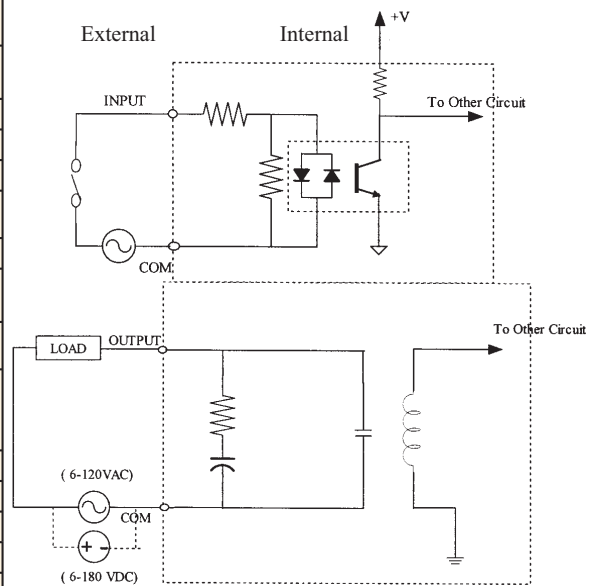 +V
External
Internal
INPUT
To Other Circuit
COM
OUTPUT
To Other Circuit
LOAD
( 6-120VAC)
COM
+ -
( 6-180 VDC)